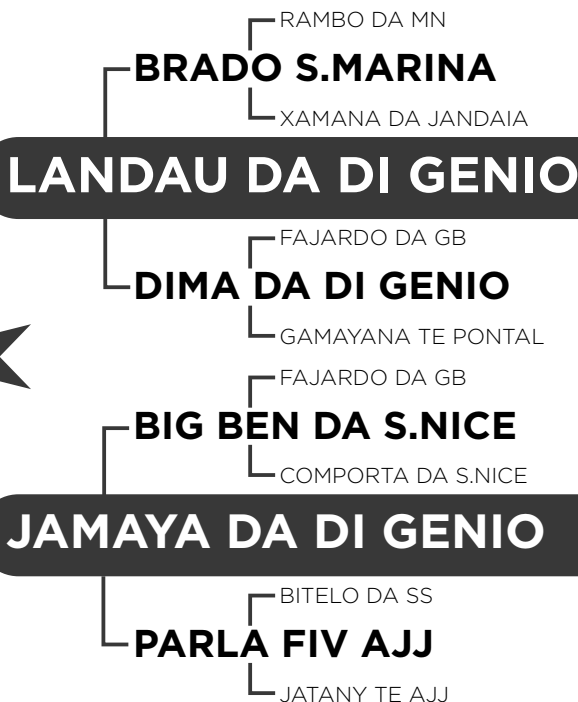 RAMBO DA MN
BRADO S.MARINA
XAMANA DA JANDAIA
LANDAU DA DI GENIO
FAJARDO DA GB
DIMA DA DI GENIO
GAMAYANA TE PONTAL
FAJARDO DA GB
BIG BEN DA S.NICE
COMPORTA DA S.NICE
JAMAYA DA DI GENIO
BITELO DA SS
PARLA FIV AJJ
JATANY TE AJJ